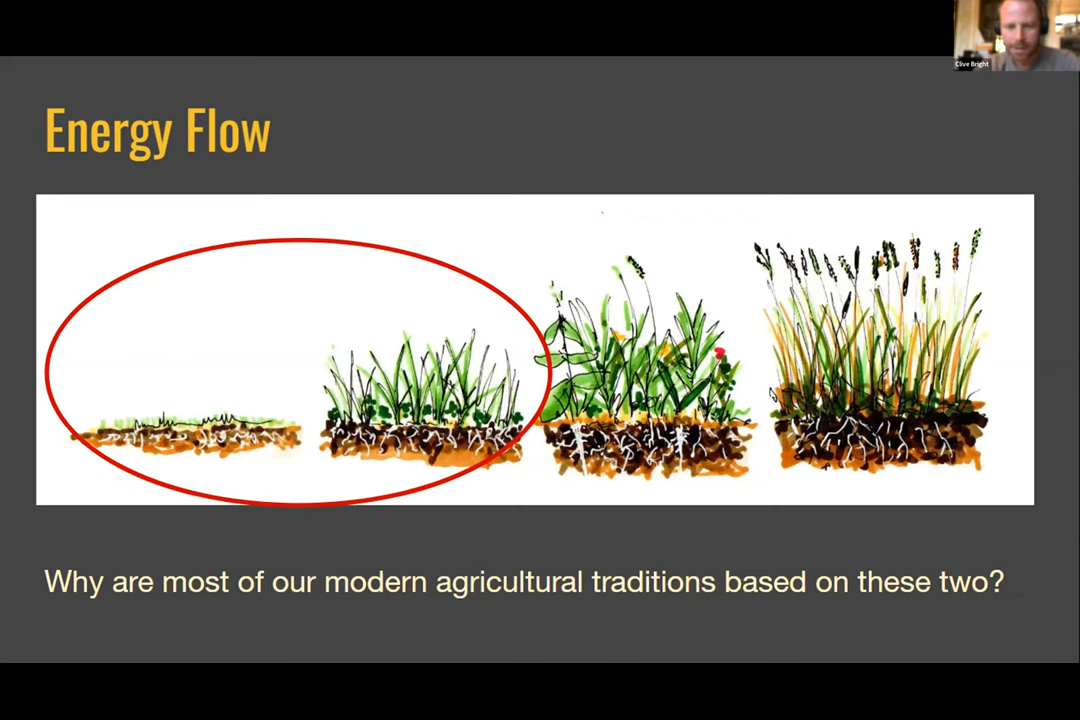 Clive Bright
Energy Flow
Why are most of our modern agricultural traditions based on these two?